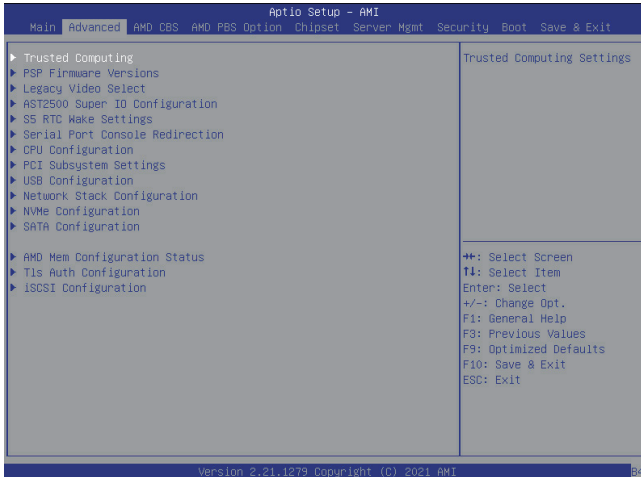 Aptio Setup – AMI
Main Advanced AMD CBS AMD PBS Option Chipset Server Mgmt Security Boot Save & Exit
Trusted Computing
PSP Firmware Versions
Legacy Video Select
AST2500 Super IO Configuration
S5 RTC Wake Settings
Serial Port Console Redirection
CPU Configuration
PCI Subsystem Settings
USB Configuration
Network Stack Configuration
NVMe Configuration
SATA Configuration
AMD Mem Configuration Status
Tls Auth Configuration
iSCSI Configuration
Trusted Computing Settings
→←: Select Screen
↑↓: Select Item
Enter: Select
+/-: Change Opt.
F1: General Help
F3: Previous Values
F9: Optimized Defaults
F10: Save & Exit
ESC: Exit
Version 2.21.1279 Copyright (C) 2021 AMI